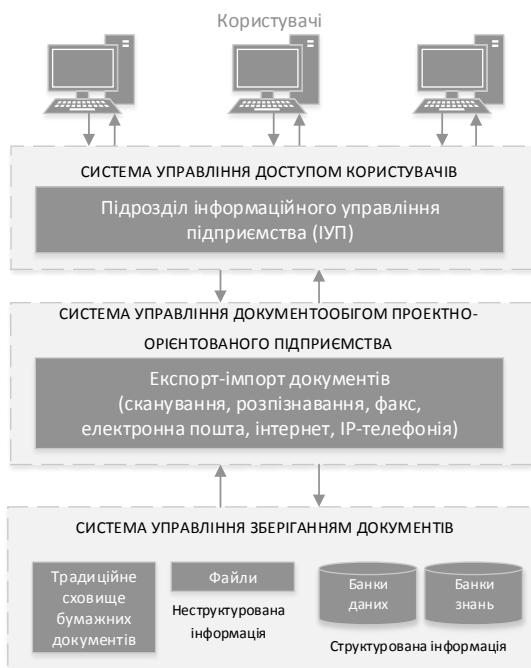 Користувачі
СИСТЕМА УПРАВЛІННЯ ДОСТУПОМ КОРИСТУВАЧІВ
Підрозділ інформаційного управління
підприємства (ІУП)
СИСТЕМА УПРАВЛІННЯ ДОКУМЕНТООБІГОМ ПРОЕКТНО-
ОРІЄНТОВАНОГО ПІДПРИЄМСТВА
Експорт-імпорт документів
(сканування, розпізнавання, факс,
електронна пошта, інтернет, IP-телефонія)
СИСТЕМА УПРАВЛІННЯ ЗБЕРІГАННЯМ ДОКУМЕНТІВ
Традиційне
сховище
бумажних
документів
Файли
Неструктурована
інформація
Банки
даних
Банки
знань
Структурована інформація